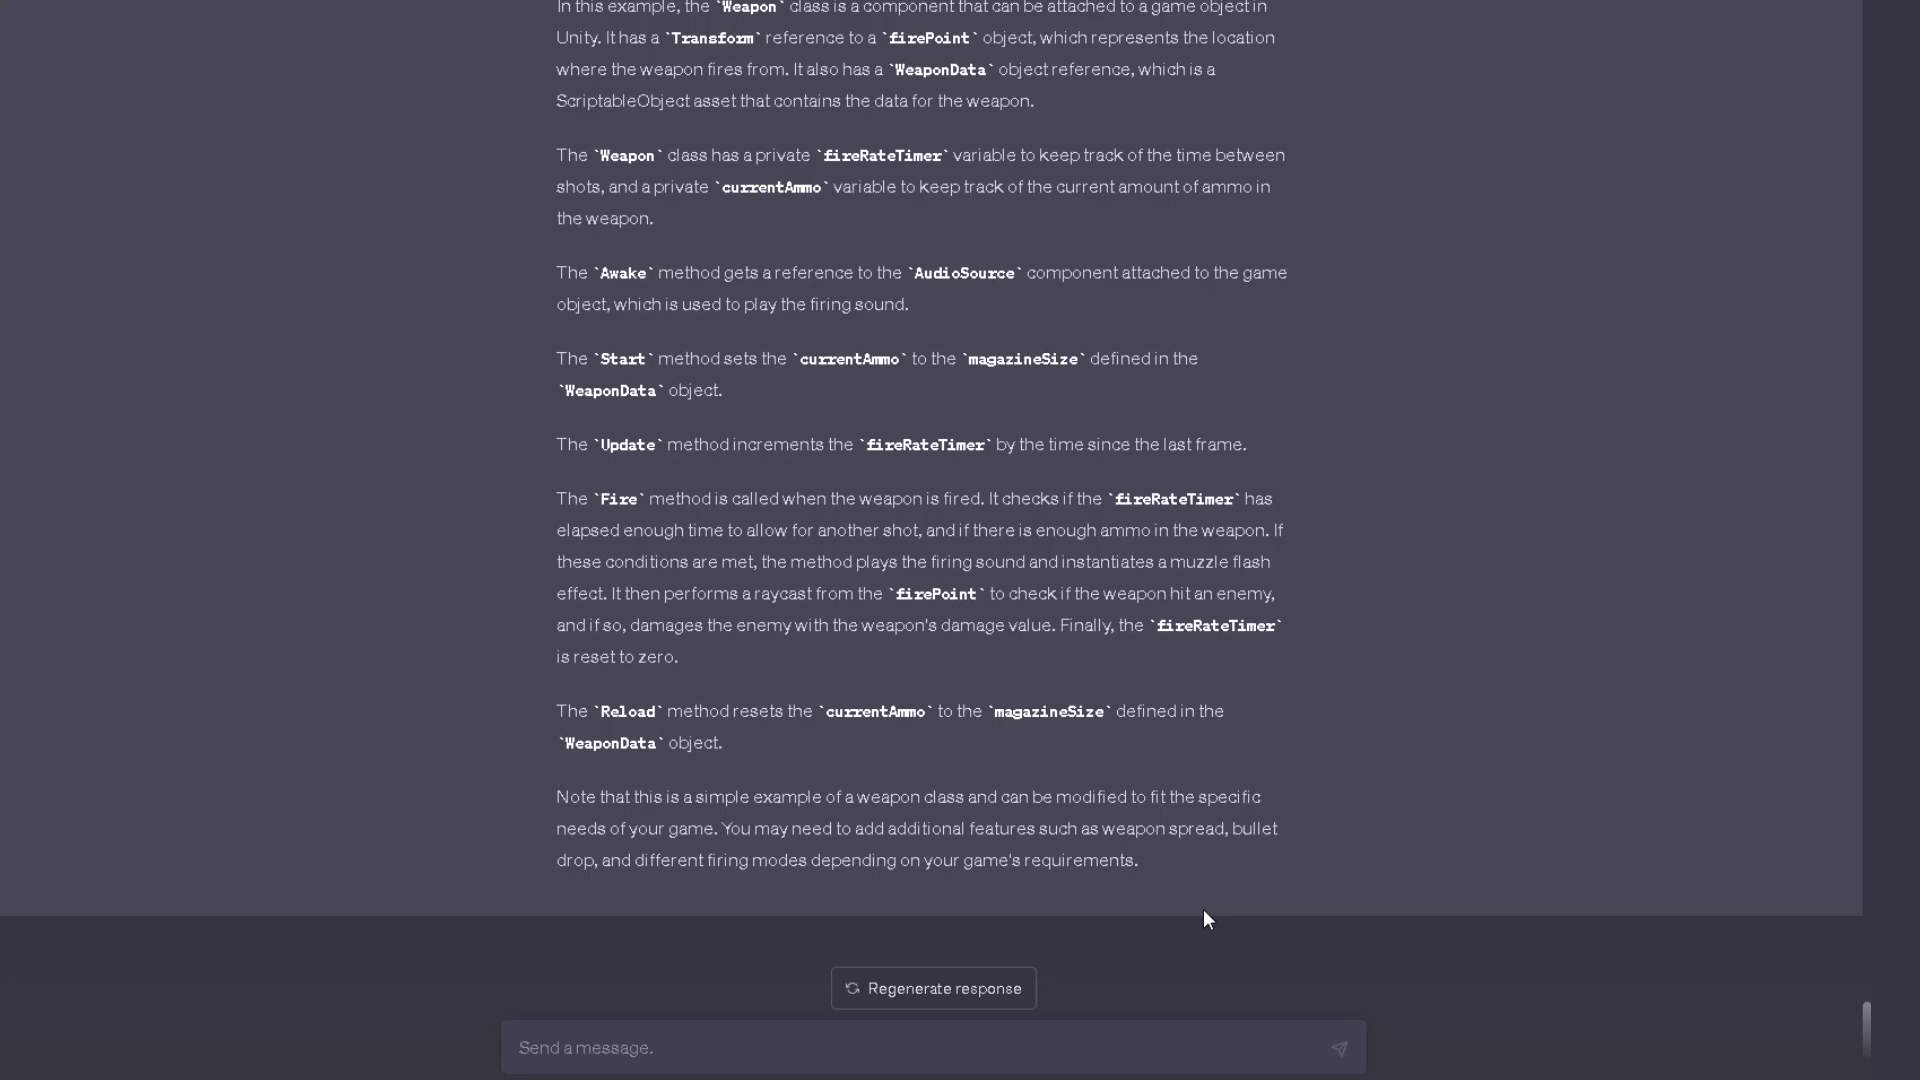 In this example, the `Weapon` class is a component that can be attached to a game object in
Unity. It has a `Transform` reference to a `firePoint` object, which represents the location
where the weapon fires from. It also has a `WeaponData` object reference, which is a
ScriptableObject asset that contains the data for the weapon.
The `Weapon` class has a private `fireRateTimer` variable to keep track of the time between
shots, and a private `currentAmmo` variable to keep track of the current amount of ammo in
the weapon.
The `Awake` method gets a reference to the `AudioSource` component attached to the game
object, which is used to play the firing sound.
The `Start` method sets the `currentAmmo` to the `magazineSize` defined in the
`WeaponData` object.
The `Update` method increments the `fireRateTimer` by the time since the last frame.
The `Fire` method is called when the weapon is fired. It checks if the `fireRateTimer` has
elapsed enough time to allow for another shot, and if there is enough ammo in the weapon. If
these conditions are met, the method plays the firing sound and instantiates a muzzle flash
effect. It then performs a raycast from the `firePoint` to check if the weapon hit an enemy,
and if so, damages the enemy with the weapon's damage value. Finally, the `fireRateTimer`
is reset to zero.
The `Reload` method resets the `currentAmmo` to the `magazineSize` defined in the
`WeaponData` object.
Note that this is a simple example of a weapon class and can be modified to fit the specific
needs of your game. You may need to add additional features such as weapon spread, bullet
drop, and different firing modes depending on your game's requirements.
Regenerate response
Send a message.